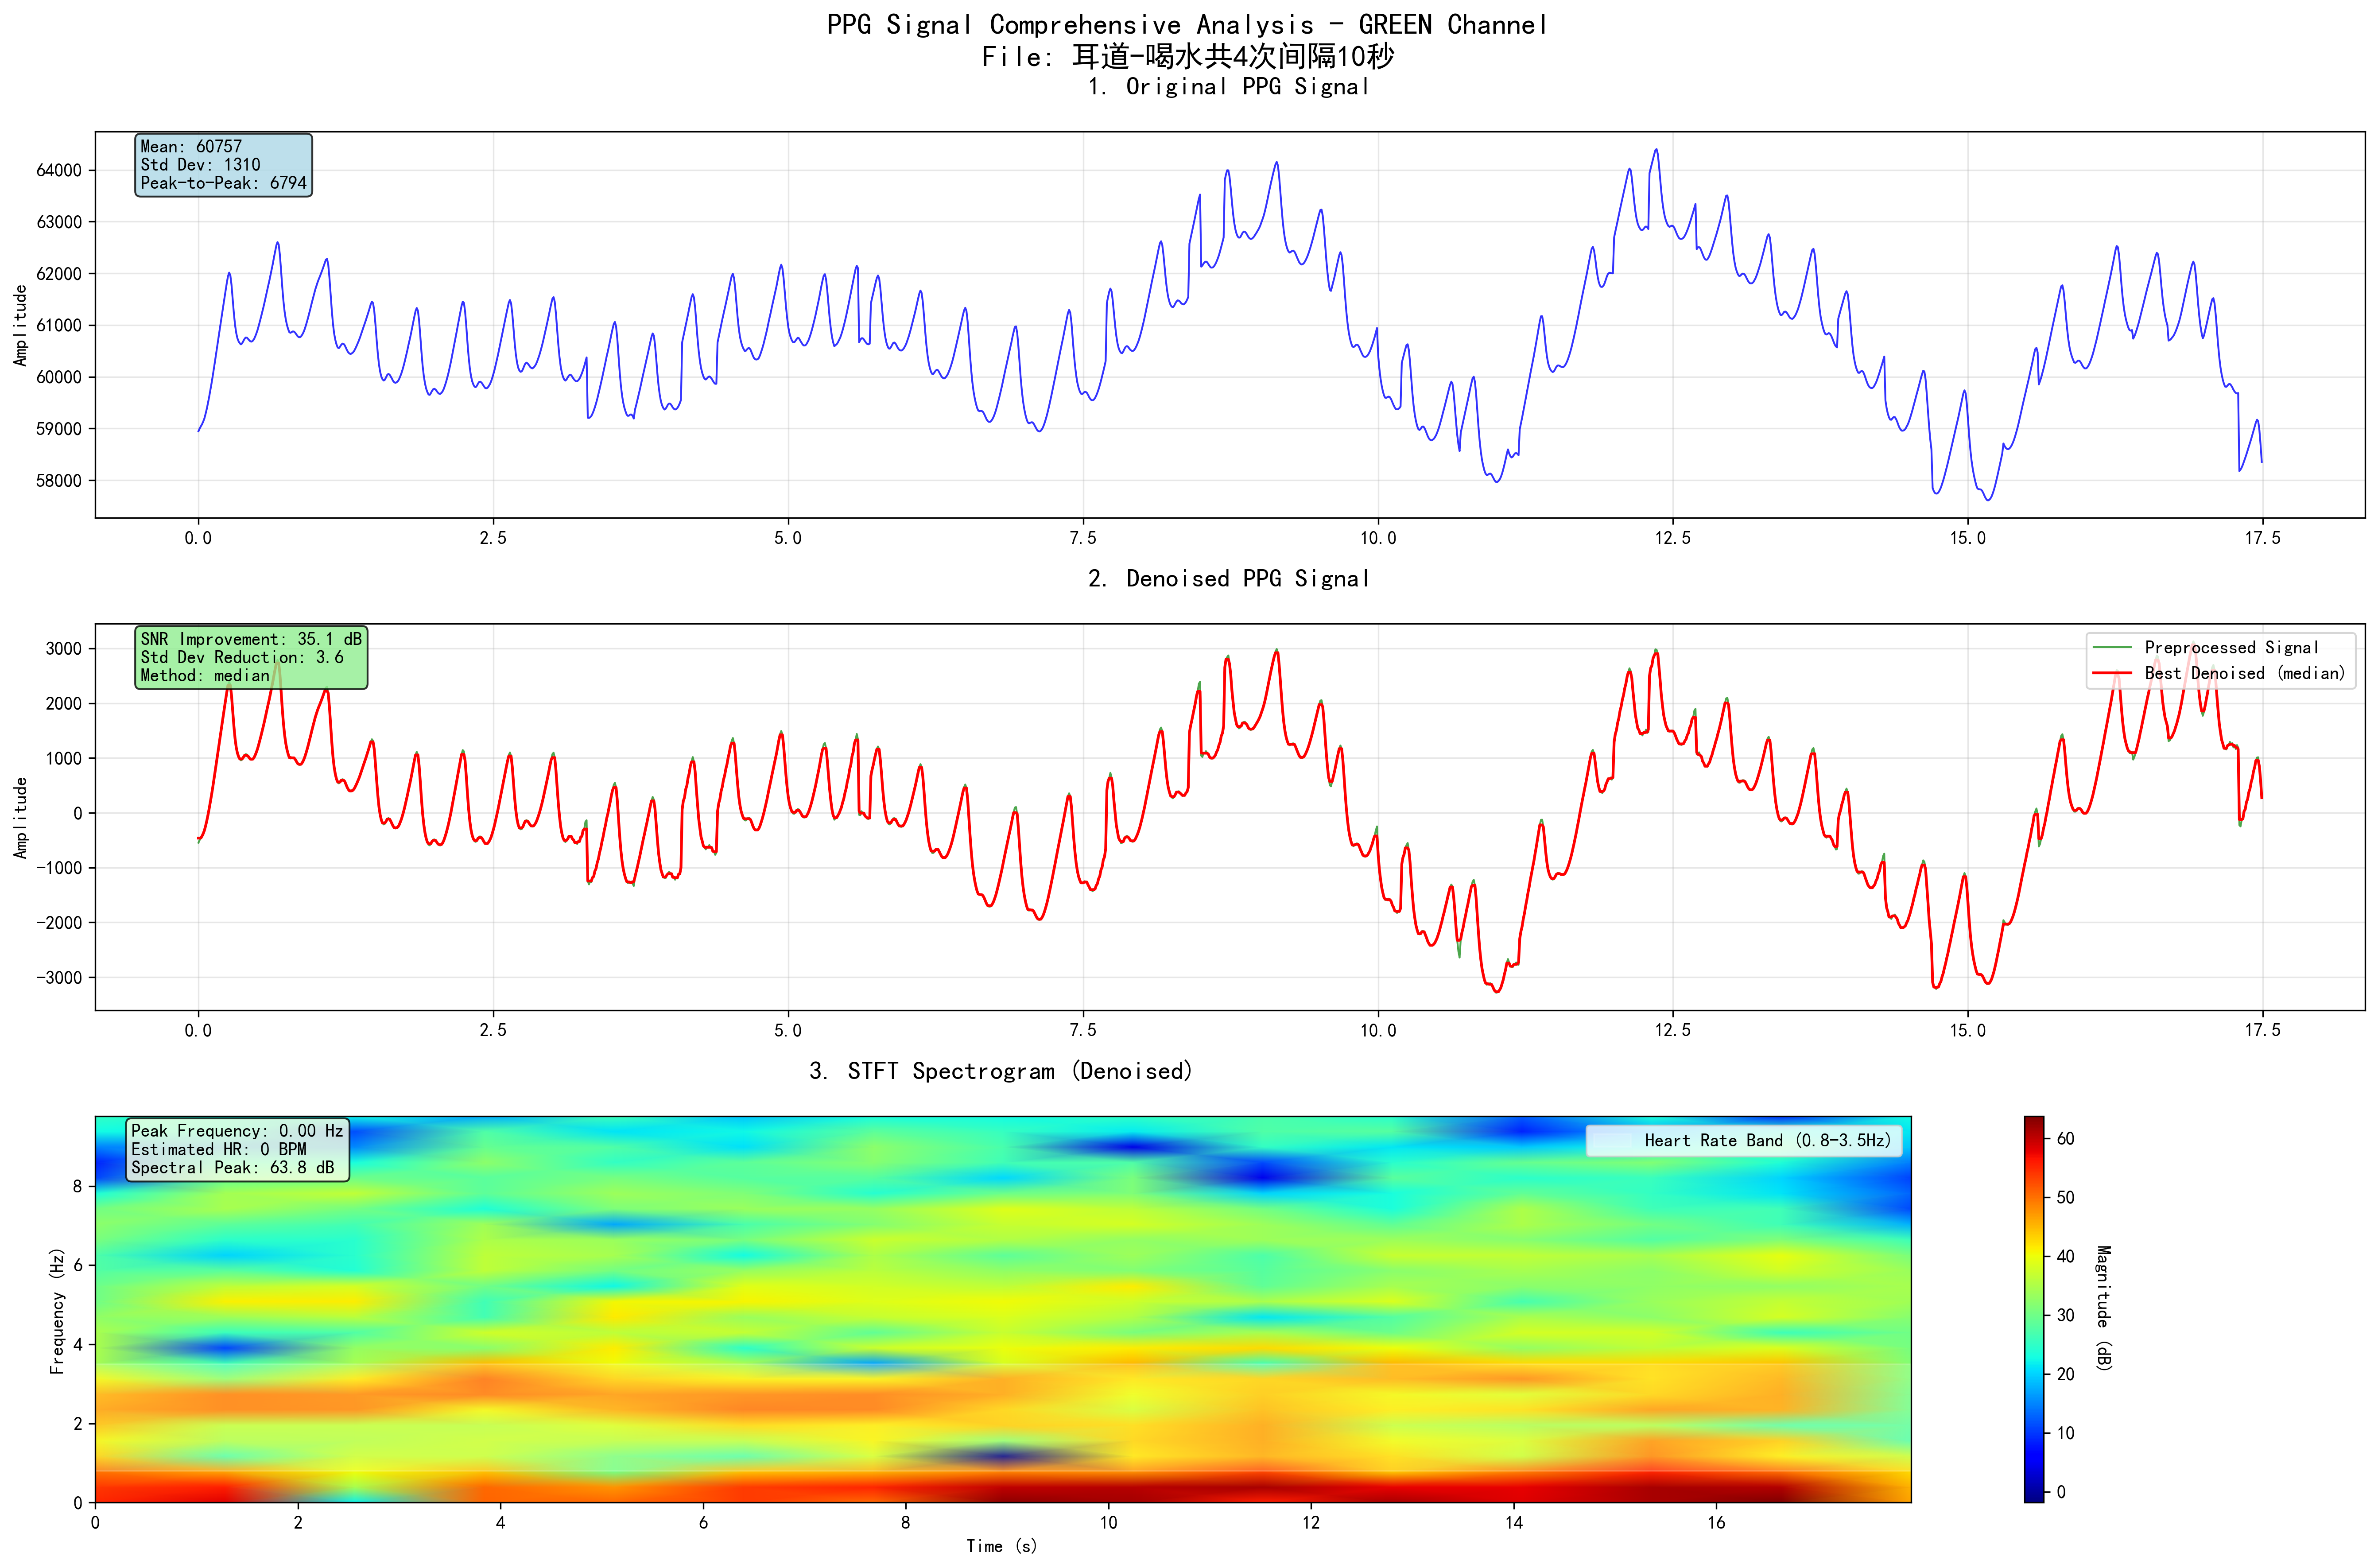 PPG Signal Comprehensive Analysis - GREEN Channel
File: 耳道-喝水共4次间隔10秒
1. Original PPG Signal
Mean: 60757
Std Dev: 1310
Peak-to-Peak: 6794
64000
63000
62000
61000
60000
59000
58000
Amplitude
0.0
2.5
5.0
7.5
10.0
12.5
15.0
17.5
2. Denoised PPG Signal
SNR Improvement: 35.1 dB
Std Dev Reduction: 3.6
Method: median
Preprocessed Signal
Best Denoised (median)
3000
2000
1000
0
-1000
-2000
-3000
Amplitude
0.0
2.5
5.0
7.5
10.0
12.5
15.0
17.5
3. STFT Spectrogram (Denoised)
Peak Frequency: 0.00 Hz
Estimated HR: 0 BPM
Spectral Peak: 63.8 dB
Heart Rate Band (0.8-3.5Hz)
8
6
4
2
0
Frequency (Hz)
0
2
4
6
8
10
12
14
16
Time (s)
60
50
40
30
20
10
0
Magnitude (dB)